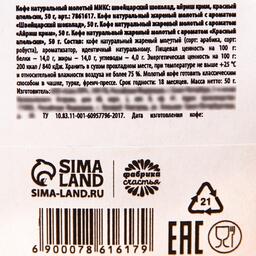 Кофе натуральный молотый МИКС: швейцарский шоколад, айриш крим, красный
апельсин, 50 г, арт.: 7861617. Кофе натуральный жареный молотый с ароматом
«Швейцарский шоколад», 50 г. Кофе натуральный жареный молотый с ароматом
«Айриш крим», 50 г. Кофе натуральный жареный молотый с ароматом «Красный
апельсин», 50 г. Состав: кофе натуральный жареный молотый (сорт: арабика, сорт:
робуста), ароматизатор, идентичный натуральному. Пищевая ценность на 100 г:
белки - г, жиры - 14,0 г, углеводы - 4,0 г. Энергетическая ценность на 100 г:
200 ккал / 840 кДж. Хранить в сухом прохладном месте, при температуре не выше +25 °C
и относительной влажности воздуха не более 75 %. Молотый кофе готовить классическим
способом в чашке, турке, френч-прессе. Срок годности: 18 месяцев. Масса: 50 г.
ТУ 10.83.11-001-60957796-2017. Дата изготовления кофе:
SIMA
LAND
SIMA-LAND.RU
фабрика
счастья
21
EAC
6 900078 616179